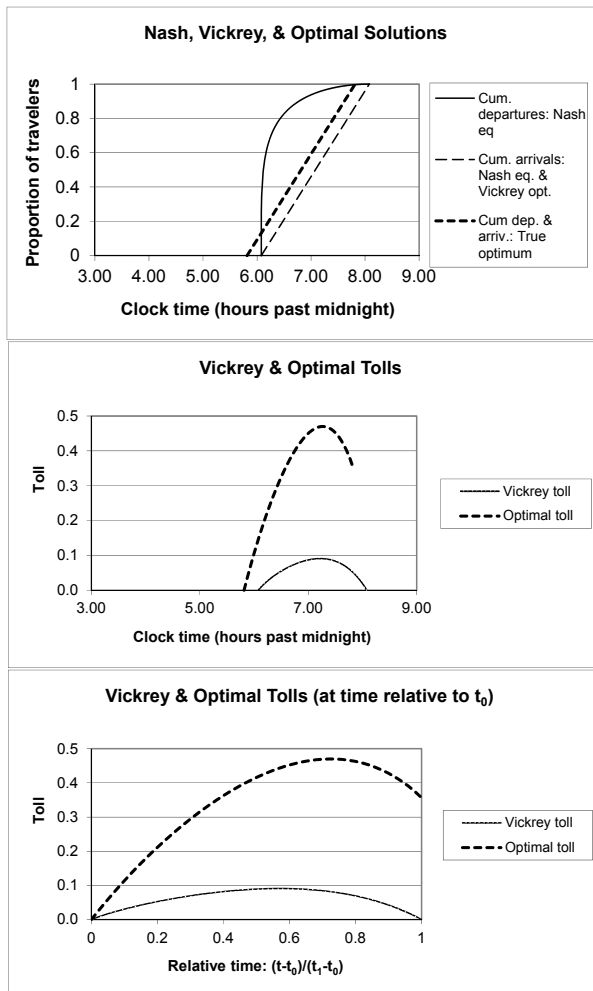 Nash, Vickrey, & Optimal Solutions
Proportion of travelers
1
0.8
0.6
0.4
0.2
0
3.00 4.00 5.00 6.00 7.00 8.00 9.00
Clock time (hours past midnight)
Cum.
departures: Nash
eq
Cum. arrivals:
Nash eq. &
Vickrey opt.
Cum dep. &
arriv.: True
optimum
Vickrey & Optimal Tolls
Toll
0.5
0.4
0.3
0.2
0.1
0.0
3.00 5.00 7.00 9.00
Clock time (hours past midnight)
Vickrey toll
Optimal toll
Vickrey & Optimal Tolls (at time relative to t₀)
Toll
0.5
0.4
0.3
0.2
0.1
0.0
0 0.2 0.4 0.6 0.8 1
Relative time: (t-t₀)/(t₁-t₀)
Vickrey toll
Optimal toll